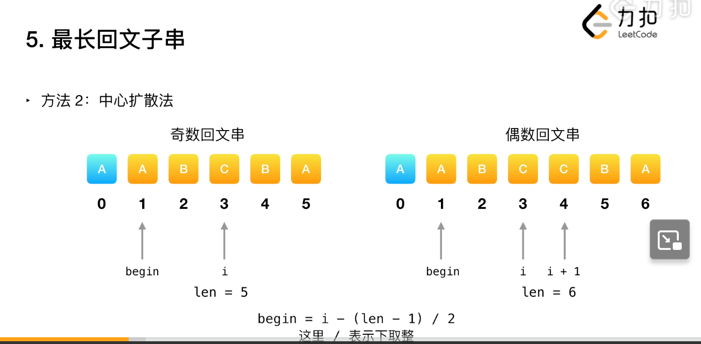 力扣
LeetCode
5. 最长回文子串
方法 2：中心扩散法
奇数回文串
偶数回文串
A A B C B A
0 1 2 3 4 5
begin
i
len = 5
A A B C C B A
0 1 2 3 4 5 6
begin
i
i + 1
len = 6
begin = i - (len - 1) / 2
这里 / 表示下取整